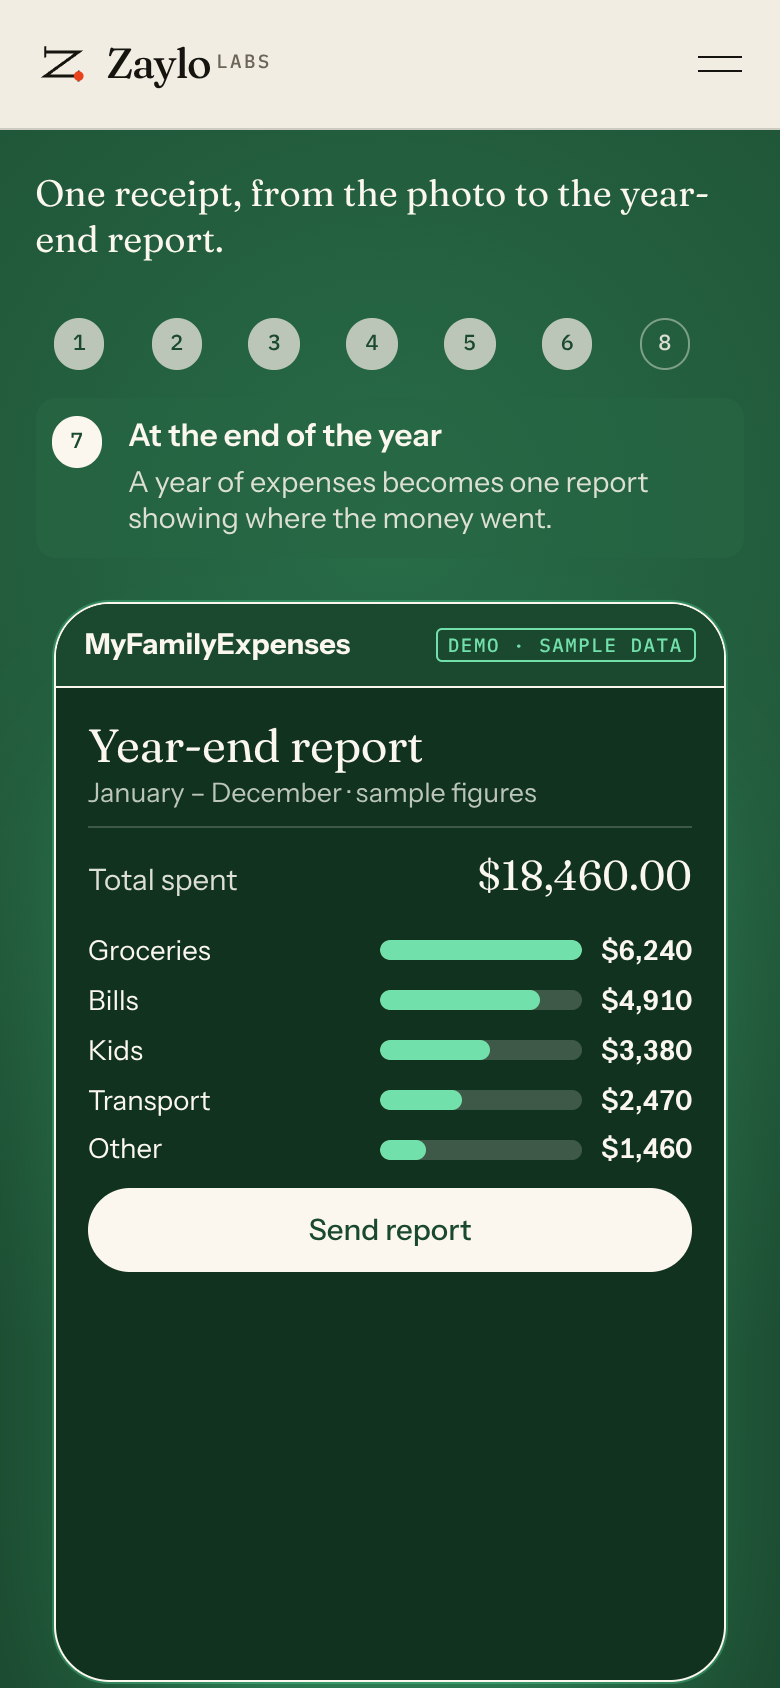 Zaylo LABS
One receipt, from the photo to the year-
end report.
1 2 3 4 5 6 8
7 At the end of the year
A year of expenses becomes one report
showing where the money went.
MyFamilyExpenses DEMO · SAMPLE DATA
Year-end report
January – December · sample figures
Total spent $18,460.00
Groceries $6,240
Bills $4,910
Kids $3,380
Transport $2,470
Other $1,460
Send report